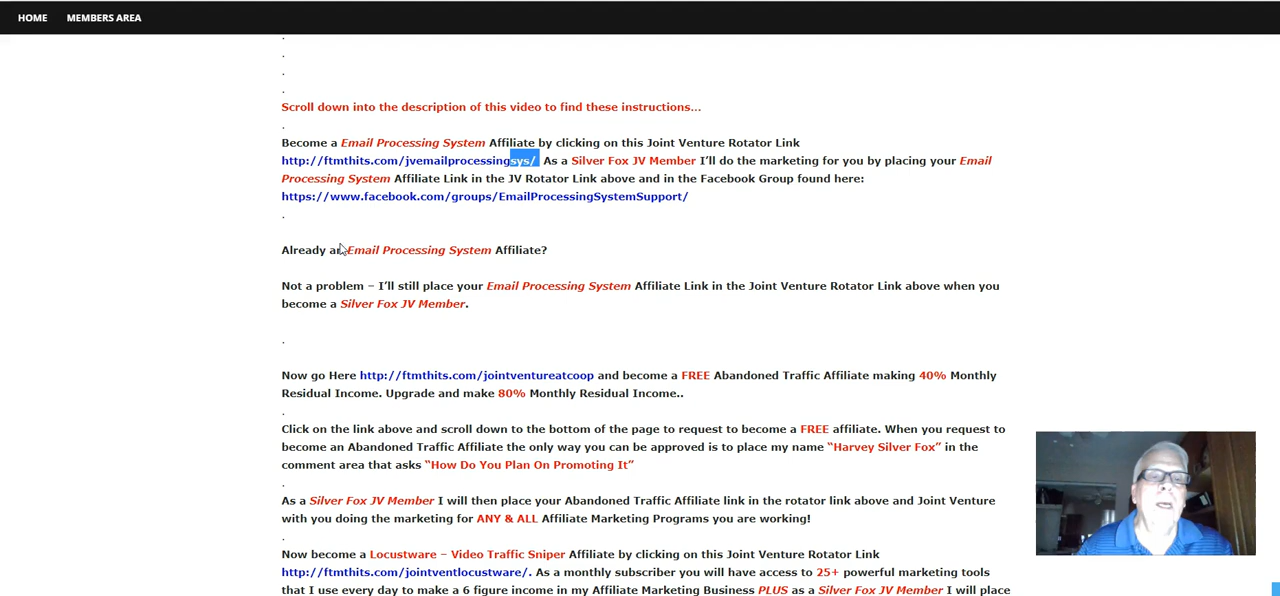 HOME MEMBERS AREA
.
.
.
.
Scroll down into the description of this video to find these instructions...
.
Become a Email Processing System Affiliate by clicking on this Joint Venture Rotator Link
http://ftmthits.com/jvemailprocessingsys/ As a Silver Fox JV Member I’ll do the marketing for you by placing your Email
Processing System Affiliate Link in the JV Rotator Link above and in the Facebook Group found here:
https://www.facebook.com/groups/EmailProcessingSystemSupport/
.
Already an Email Processing System Affiliate?
Not a problem – I’ll still place your Email Processing System Affiliate Link in the Joint Venture Rotator Link above when you
become a Silver Fox JV Member.
.
Now go Here http://ftmthits.com/jointventureatcoop and become a FREE Abandoned Traffic Affiliate making 40% Monthly
Residual Income. Upgrade and make 80% Monthly Residual Income..
.
Click on the link above and scroll down to the bottom of the page to request to become a FREE affiliate. When you request to
become an Abandoned Traffic Affiliate the only way you can be approved is to place my name “Harvey Silver Fox” in the
comment area that asks “How Do You Plan On Promoting It”
.
As a Silver Fox JV Member I will then place your Abandoned Traffic Affiliate link in the rotator link above and Joint Venture
with you doing the marketing for ANY & ALL Affiliate Marketing Programs you are working!
.
Now become a Locustware – Video Traffic Sniper Affiliate by clicking on this Joint Venture Rotator Link
http://ftmthits.com/jointventlocustware/. As a monthly subscriber you will have access to 25+ powerful marketing tools
that I use every day to make a 6 figure income in my Affiliate Marketing Business PLUS as a Silver Fox JV Member I will place